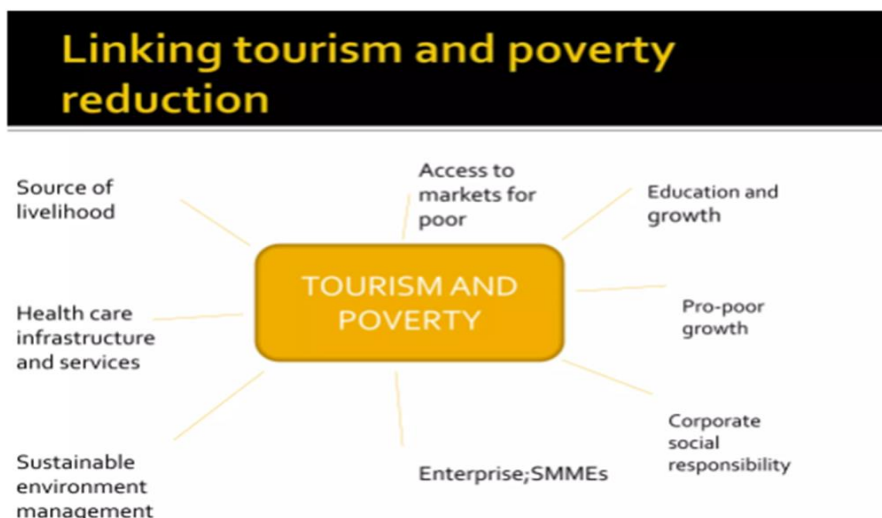 Linking tourism and poverty
reduction
Source of
livelihood
Access to
markets for
poor
Education and
growth
TOURISM AND
POVERTY
Health care
infrastructure
and services
Pro-poor
growth
Sustainable
environment
management
Enterprise;SMMEs
Corporate
social
responsibility